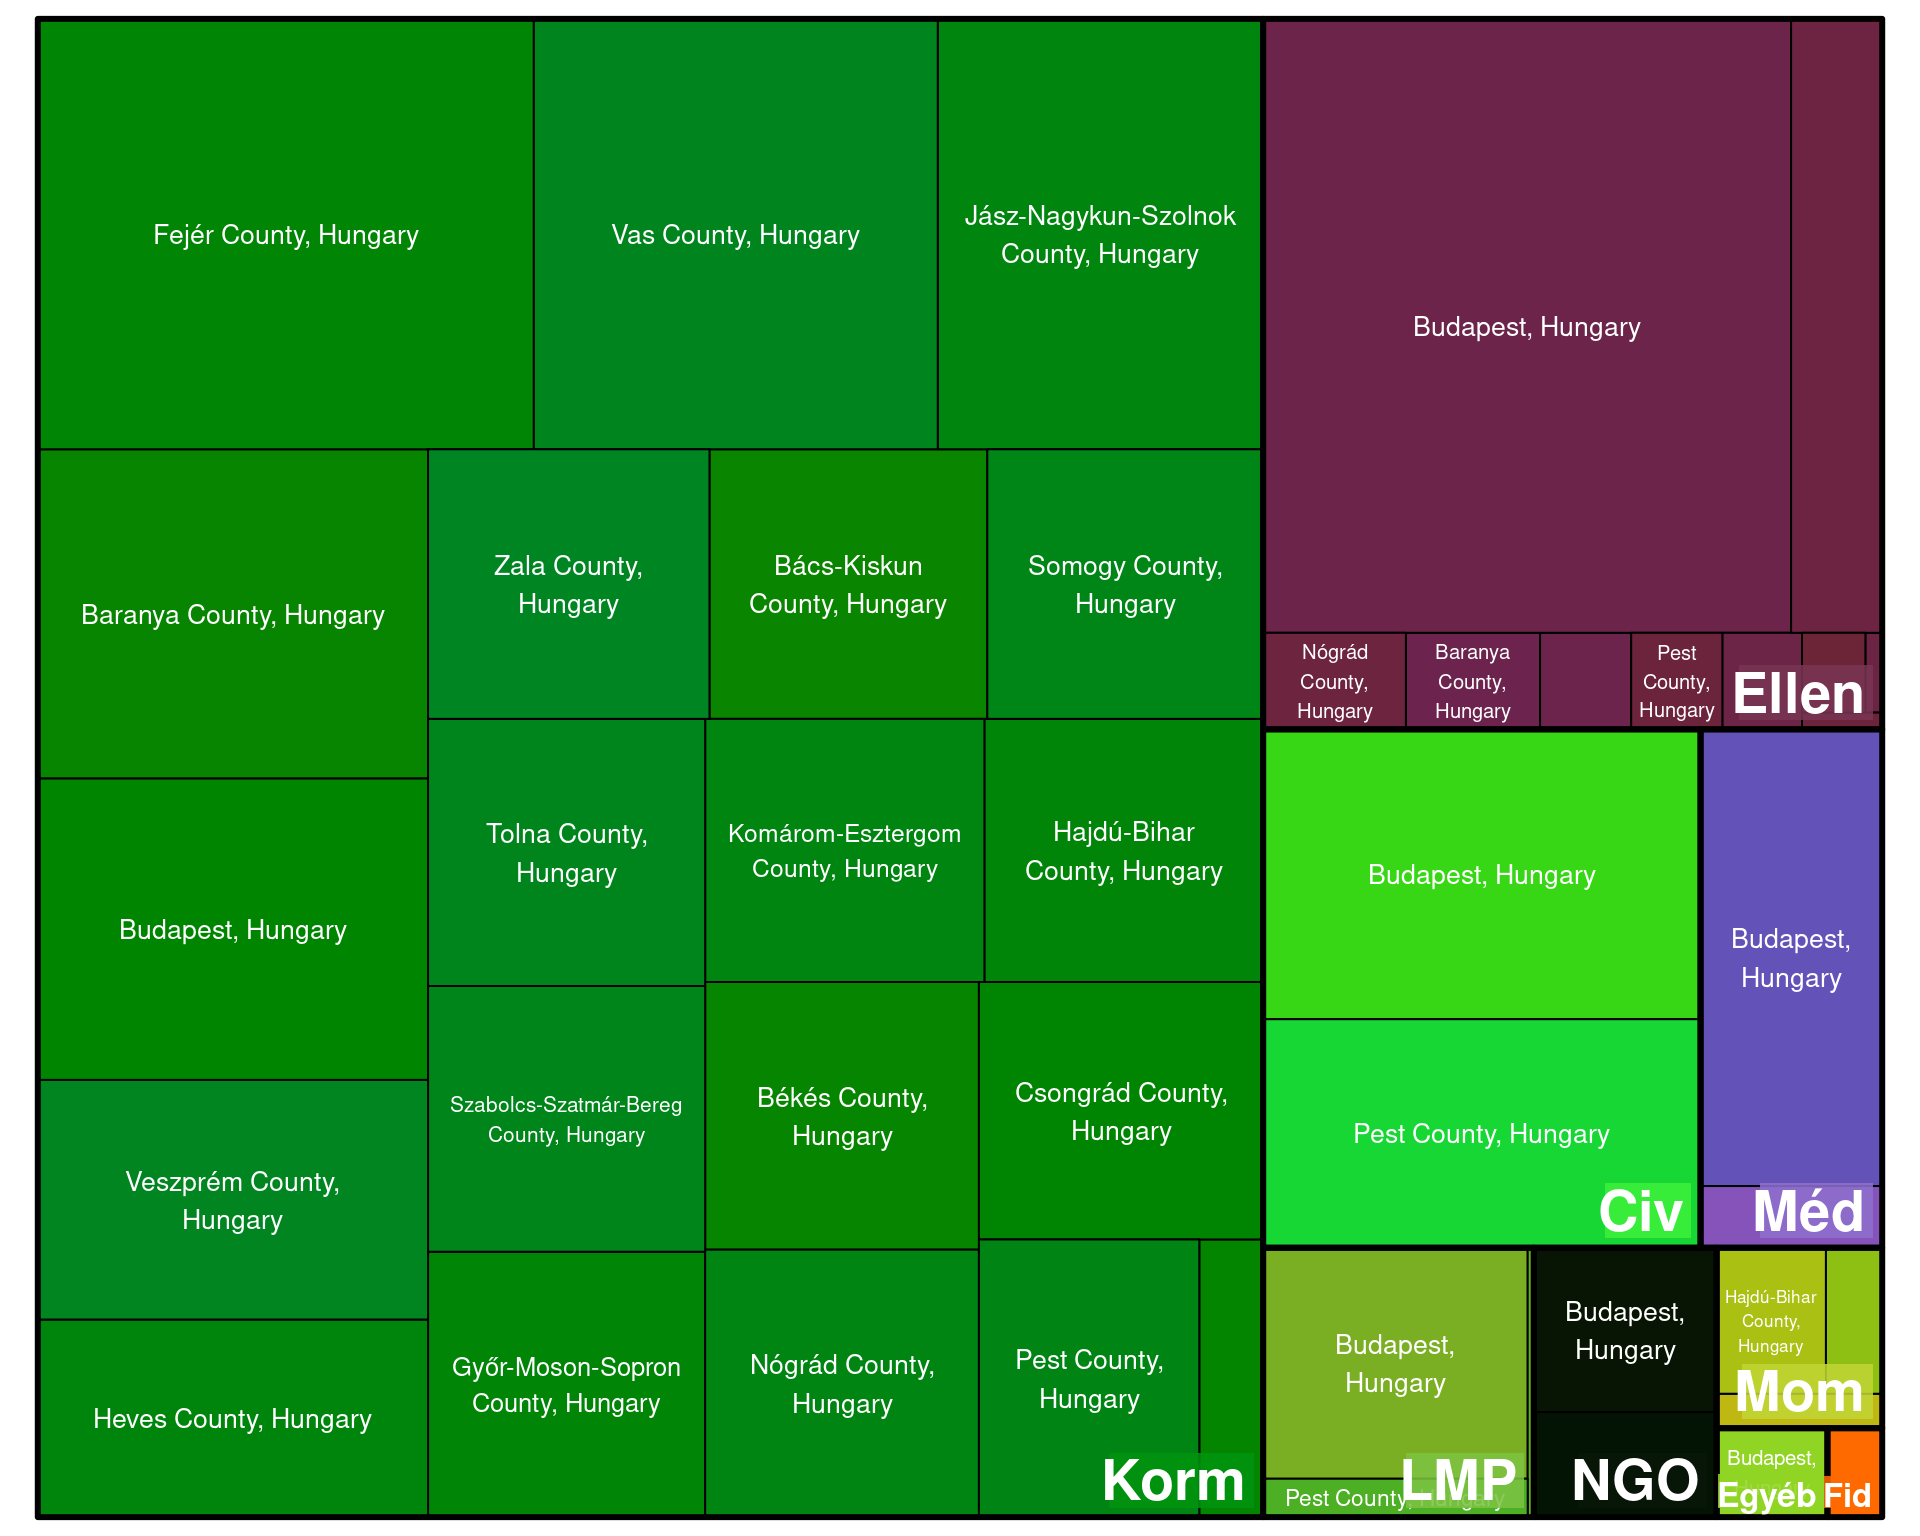 Fejér County, Hungary
Vas County, Hungary
Jász-Nagykun-Szolnok
County, Hungary
Baranya County, Hungary
Zala County,
Hungary
Bács-Kiskun
County, Hungary
Somogy County,
Hungary
Budapest, Hungary
Tolna County,
Hungary
Komárom-Esztergom
County, Hungary
Hajdú-Bihar
County, Hungary
Veszprém County,
Hungary
Szabolcs-Szatmár-Bereg
County, Hungary
Békés County,
Hungary
Csongrád County,
Hungary
Heves County, Hungary
Győr-Moson-Sopron
County, Hungary
Nógrád County,
Hungary
Pest County,
Hungary
Korm
Budapest, Hungary
Nógrád
County,
Hungary
Baranya
County,
Hungary
Pest
County,
Hungary
Ellen
Budapest, Hungary
Pest County, Hungary
Civ
Budapest,
Hungary
Méd
Budapest,
Hungary
Pest County, Hungary
LMP
Budapest,
Hungary
NGO
Hajdú-Bihar
County,
Hungary
Mom
Budapest,
Egyéb
Fid